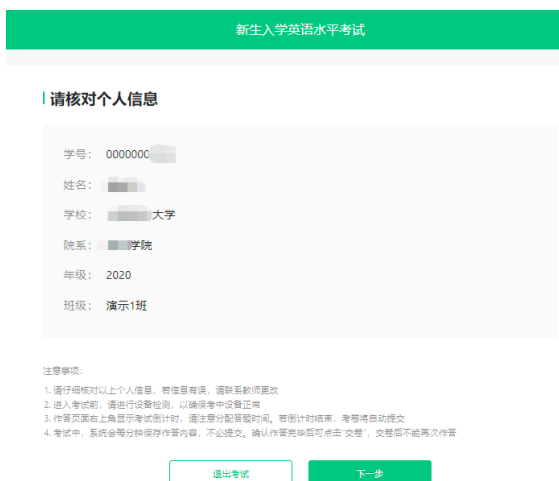 新生入学英语水平考试
请核对个人信息
学号： 0000000
姓名：
学校： 大学
院系： 学院
年级： 2020
班级： 演示1班
注意事项：
1. 请仔细核对以上个人信息，若信息有误，请联系教师更改
2. 进入考试前，请进行设备检测，以确保考中设备正常
3. 作答页面右上角显示考试倒计时，请注意分配答题时间，若倒计时结束，考卷将自动提交
4. 考试中，系统会每分钟保存作答内容，不必提交。确认作答完毕后可点击“交卷”，交卷后不能再次作答
退出考试 下一步